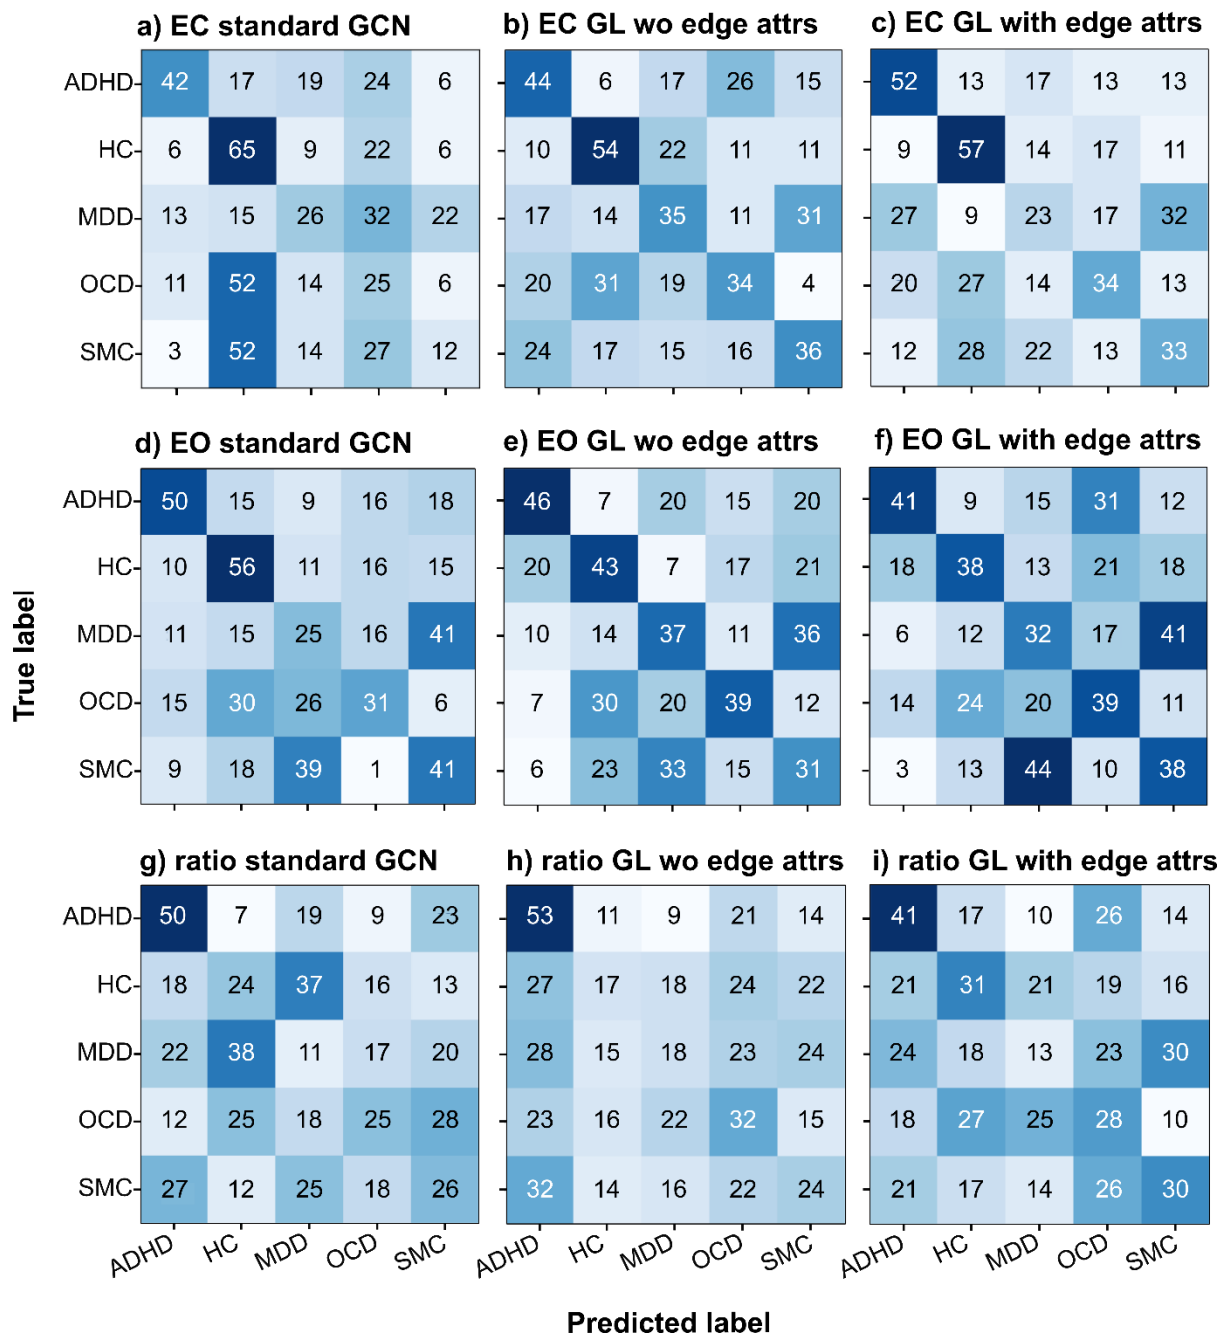 a) EC standard GCN b) EC GL wo edge attrs c) EC GL with edge attrs
ADHD 42 17 19 24 6 44 6 17 26 15 52 13 17 13 13
HC 6 65 9 22 6 10 54 22 11 11 9 57 14 17 11
MDD 13 15 26 32 22 17 14 35 11 31 27 9 23 17 32
OCD 11 52 14 25 6 20 31 19 34 4 20 27 14 34 13
SMC 3 52 14 27 12 24 17 15 16 36 12 28 22 13 33
d) EO standard GCN e) EO GL wo edge attrs f) EO GL with edge attrs
ADHD 50 15 9 16 18 46 7 20 15 20 41 9 15 31 12
HC 10 56 11 16 15 20 43 7 17 21 18 38 13 21 18
MDD 11 15 25 16 41 10 14 37 11 36 6 12 32 17 41
True label
OCD 15 30 26 31 6 7 30 20 39 12 14 24 20 39 11
SMC 9 18 39 1 41 6 23 33 15 31 3 13 44 10 38
g) ratio standard GCN h) ratio GL wo edge attrs i) ratio GL with edge attrs
ADHD 50 7 19 9 23 53 11 9 21 14 41 17 10 26 14
HC 18 24 37 16 13 27 17 18 24 22 21 31 21 19 16
MDD 22 38 11 17 20 28 15 18 23 24 24 18 13 23 30
OCD 12 25 18 25 28 23 16 22 32 15 18 27 25 28 10
SMC 27 12 25 18 26 32 14 16 22 24 21 17 14 26 30
ADHD HC MDD OCD SMC ADHD HC MDD OCD SMC ADHD HC MDD OCD SMC
Predicted label